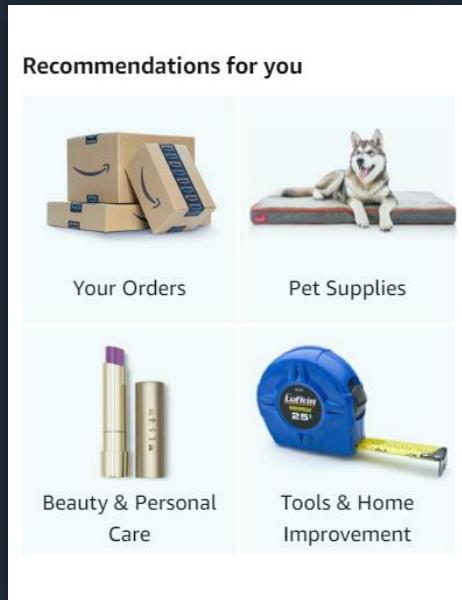 Recommendations for you
Your Orders
Pet Supplies
Lufkin
25'
Beauty & Personal
Care
Tools & Home
Improvement